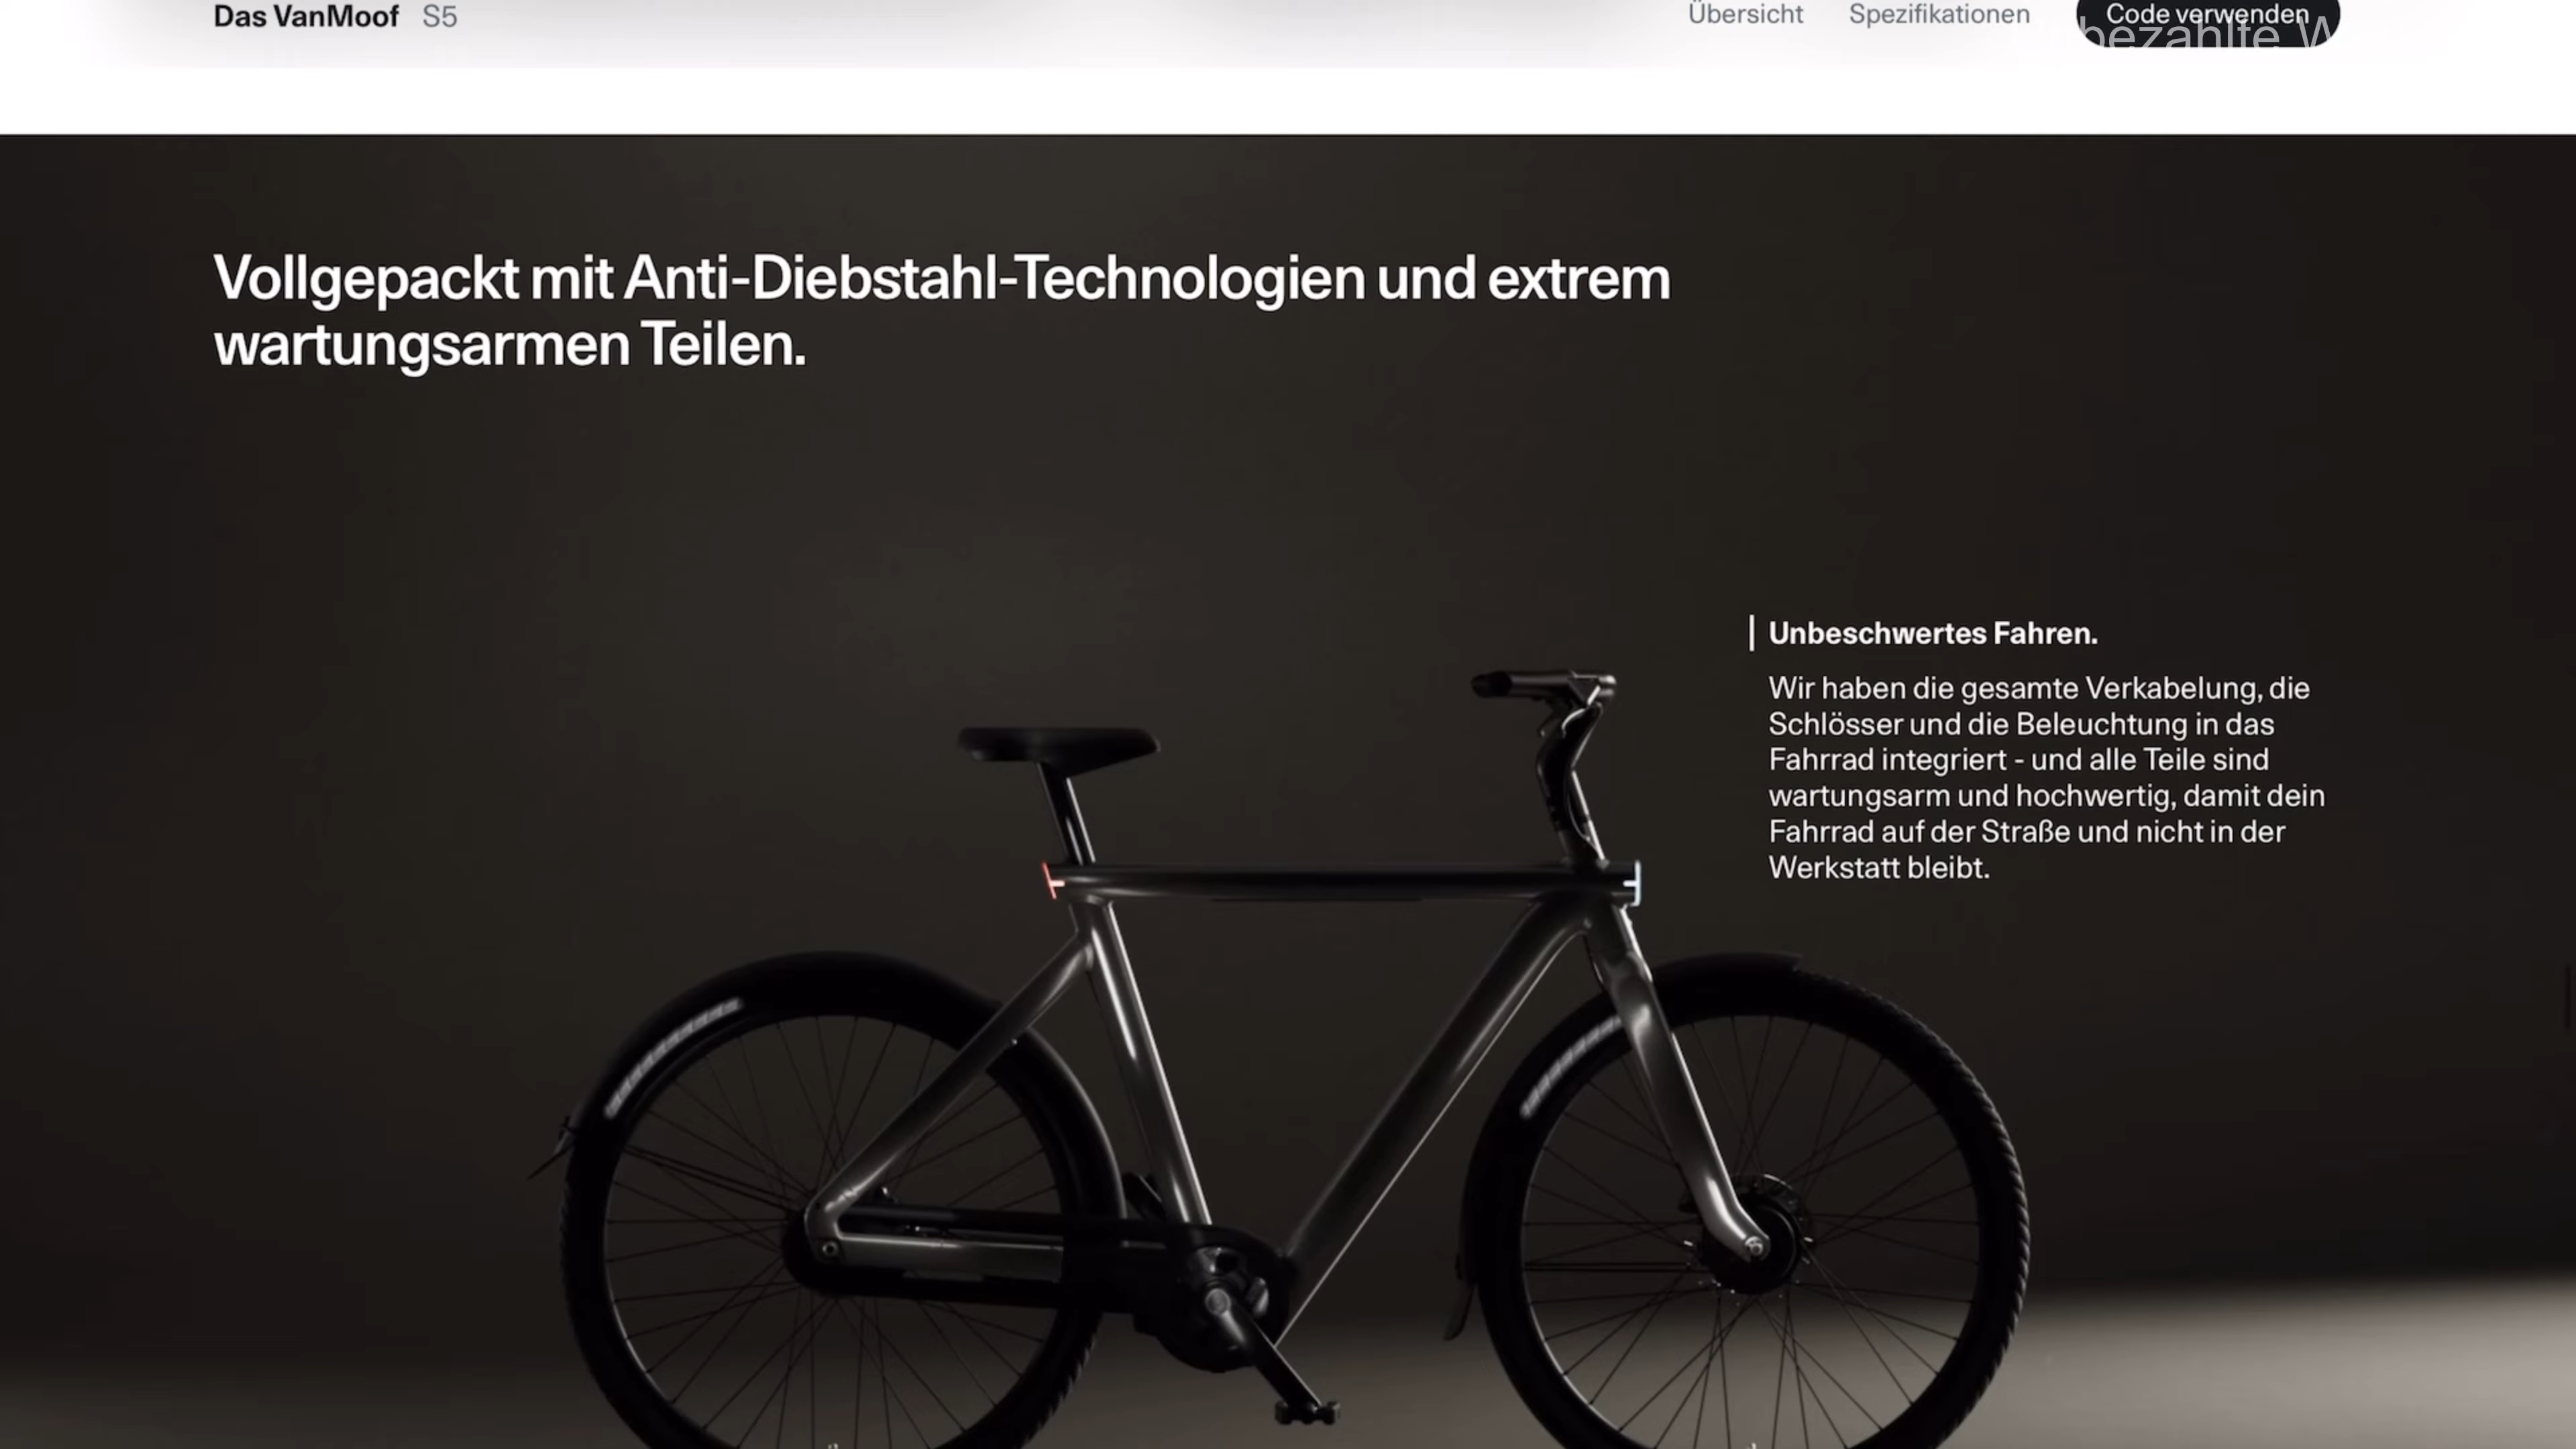 Das VanMoof S5
Übersicht
Spezifikationen
Code verwenden
bezahlte
Vollgepackt mit Anti-Diebstahl-Technologien und extrem
wartungsarmen Teilen.
Unbeschwertes Fahren.
Wir haben die gesamte Verkabelung, die
Schlösser und die Beleuchtung in das
Fahrrad integriert - und alle Teile sind
wartungsarm und hochwertig, damit dein
Fahrrad auf der Straße und nicht in der
Werkstatt bleibt.